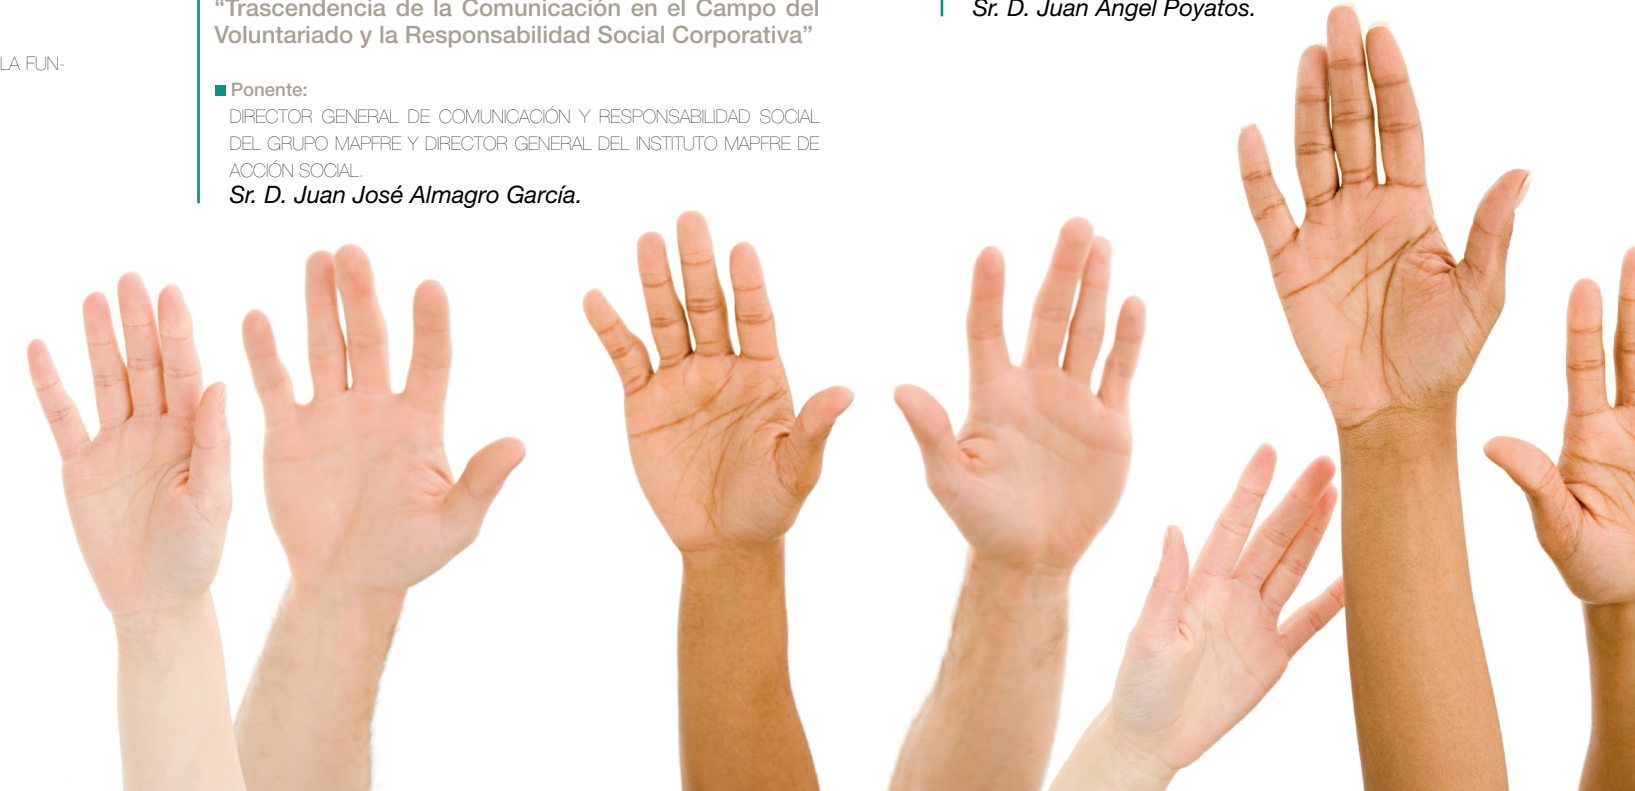 LA FUN-
“Trascendencia de la Comunicación en el Campo del
Voluntariado y la Responsabilidad Social Corporativa”
Ponente:
DIRECTOR GENERAL DE COMUNICACIÓN Y RESPONSABILIDAD SOCIAL
DEL GRUPO MAPFRE Y DIRECTOR GENERAL DEL INSTITUTO MAPFRE DE
ACCIÓN SOCIAL.
Sr. D. Juan José Almagro García.
Sr. D. Juan Ángel Poyatos.